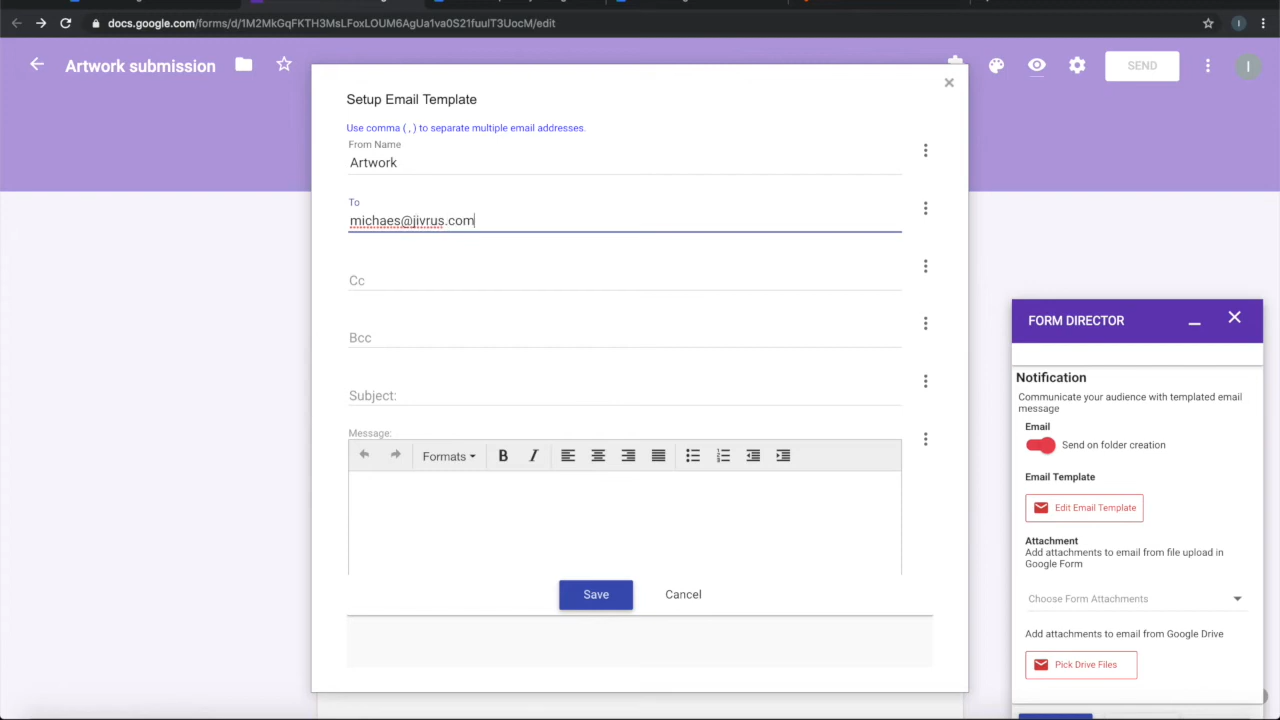 docs.google.com/forms/d/1M2MkGqFKTH3MsLFoxLOUM6AgUa1va0S21fuulT3UocM/edit
I
Artwork submission
SEND
I
Setup Email Template
Use comma ( , ) to separate multiple email addresses.
From Name
Artwork
To
michaes@jivrus.com
Cc
Bcc
Subject:
Message:
Formats
B I
Save Cancel
FORM DIRECTOR
Notification
Communicate your audience with templated email
message
Email
Send on folder creation
Email Template
Edit Email Template
Attachment
Add attachments to email from file upload in
Google Form
Choose Form Attachments
Add attachments to email from Google Drive
Pick Drive Files